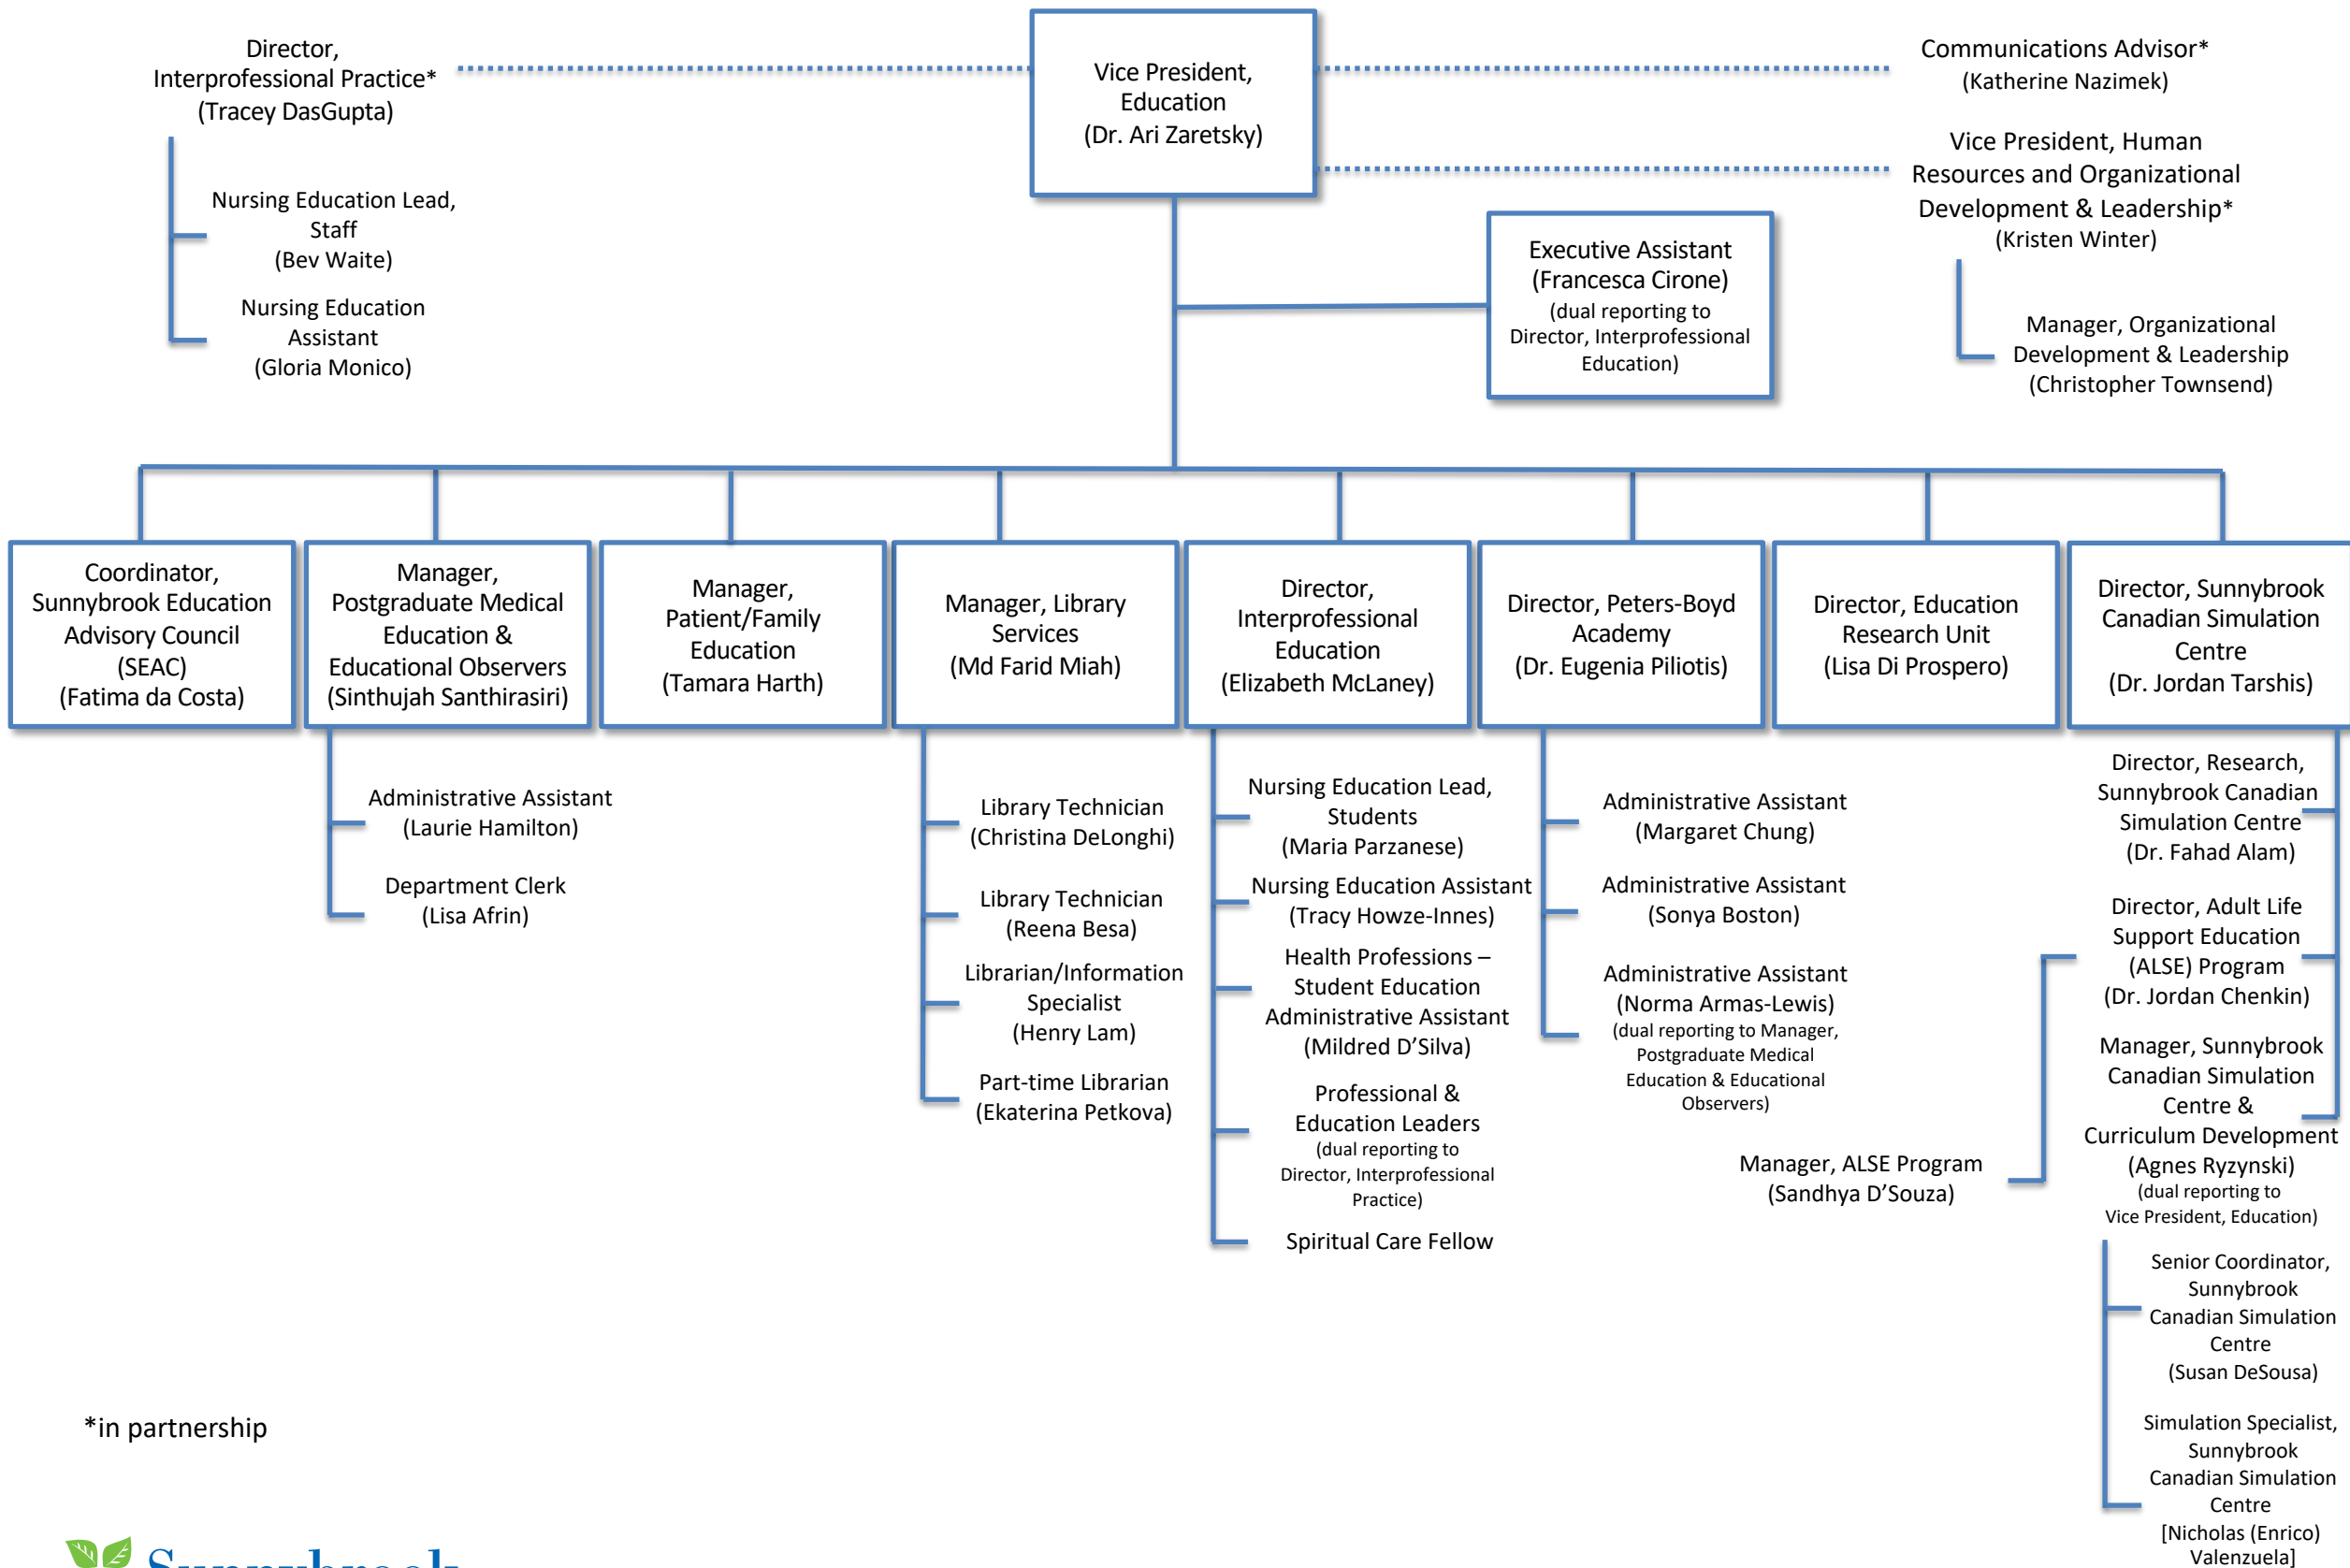 Director,
Interprofessional Practice*
(Tracey DasGupta)
Nursing Education Lead,
Staff
(Bev Waite)
Nursing Education
Assistant
(Gloria Monico)
Vice President,
Education
(Dr. Ari Zaretsky)
Communications Advisor*
(Katherine Nazimek)
Vice President, Human
Resources and Organizational
Development & Leadership*
(Kristen Winter)
Manager, Organizational
Development & Leadership
(Christopher Townsend)
Executive Assistant
(Francesca Cirone)
(dual reporting to
Director, Interprofessional
Education)
Coordinator,
Sunnybrook Education
Advisory Council
(SEAC)
(Fatima da Costa)
Manager,
Postgraduate Medical
Education &
Educational Observers
(Sinthujah Santhirasiri)
Administrative Assistant
(Laurie Hamilton)
Department Clerk
(Lisa Afrin)
Manager,
Patient/Family
Education
(Tamara Harth)
Manager, Library
Services
(Md Farid Miah)
Library Technician
(Christina DeLonghi)
Library Technician
(Reena Besa)
Librarian/Information
Specialist
(Henry Lam)
Part-time Librarian
(Ekaterina Petkova)
Director,
Interprofessional
Education
(Elizabeth McLaney)
Nursing Education Lead,
Students
(Maria Parzanese)
Nursing Education Assistant
(Tracy Howze-Innes)
Health Professions –
Student Education
Administrative Assistant
(Mildred D’Silva)
Professional &
Education Leaders
(dual reporting to
Director, Interprofessional
Practice)
Spiritual Care Fellow
Director, Peters-Boyd
Academy
(Dr. Eugenia Piliotis)
Administrative Assistant
(Margaret Chung)
Administrative Assistant
(Sonya Boston)
Administrative Assistant
(Norma Armas-Lewis)
(dual reporting to Manager,
Postgraduate Medical
Education & Educational
Observers)
Director, Education
Research Unit
(Lisa Di Prospero)
Director, Sunnybrook
Canadian Simulation
Centre
(Dr. Jordan Tarshis)
Director, Research,
Sunnybrook Canadian
Simulation Centre
(Dr. Fahad Alam)
Director, Adult Life
Support Education
(ALSE) Program
(Dr. Jordan Chenkin)
Manager, ALSE Program
(Sandhya D’Souza)
Manager, Sunnybrook
Canadian Simulation
Centre &
Curriculum Development
(Agnes Ryzynski)
(dual reporting to
Vice President, Education)
Senior Coordinator,
Sunnybrook
Canadian Simulation
Centre
(Susan DeSousa)
Simulation Specialist,
Sunnybrook
Canadian Simulation
Centre
[Nicholas (Enrico)
Valenzuela]
*in partnership
Sunnybrook